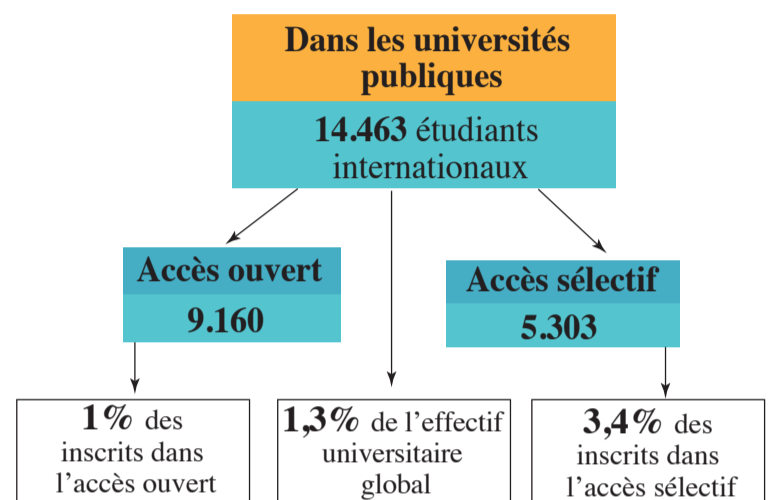 Dans les universités
publiques
14.463 étudiants
internationaux
Accès ouvert
9.160
Accès sélectif
5.303
1% des
inscrits dans
l'accès ouvert
1,3% de l'effectif
universitaire
global
3,4% des
inscrits dans
l'accès sélectif